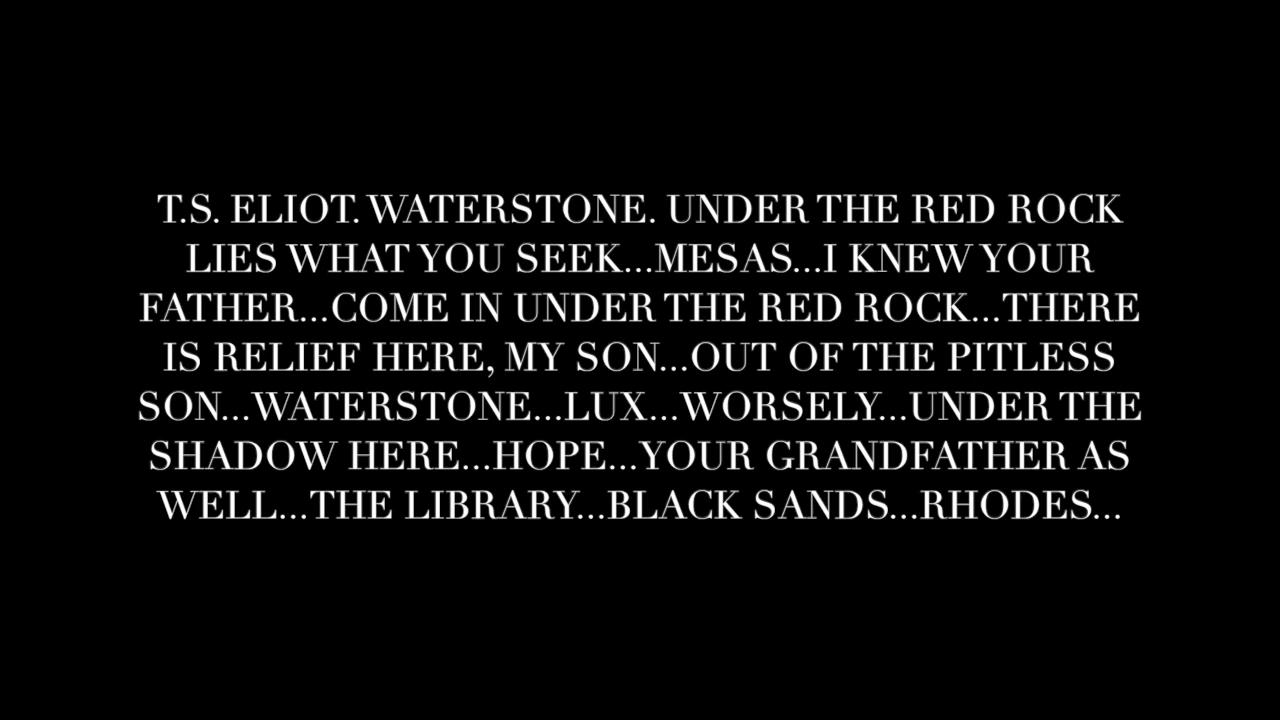 T.S. ELIOT. WATERSTONE. UNDER THE RED ROCK
LIES WHAT YOU SEEK...MESAS...I KNEW YOUR
FATHER...COME IN UNDER THE RED ROCK...THERE
IS RELIEF HERE, MY SON...OUT OF THE PITLESS
SON...WATERSTONE...LUX...WORSELY...UNDER THE
SHADOW HERE...HOPE...YOUR GRANDFATHER AS
WELL...THE LIBRARY...BLACK SANDS...RHODES...